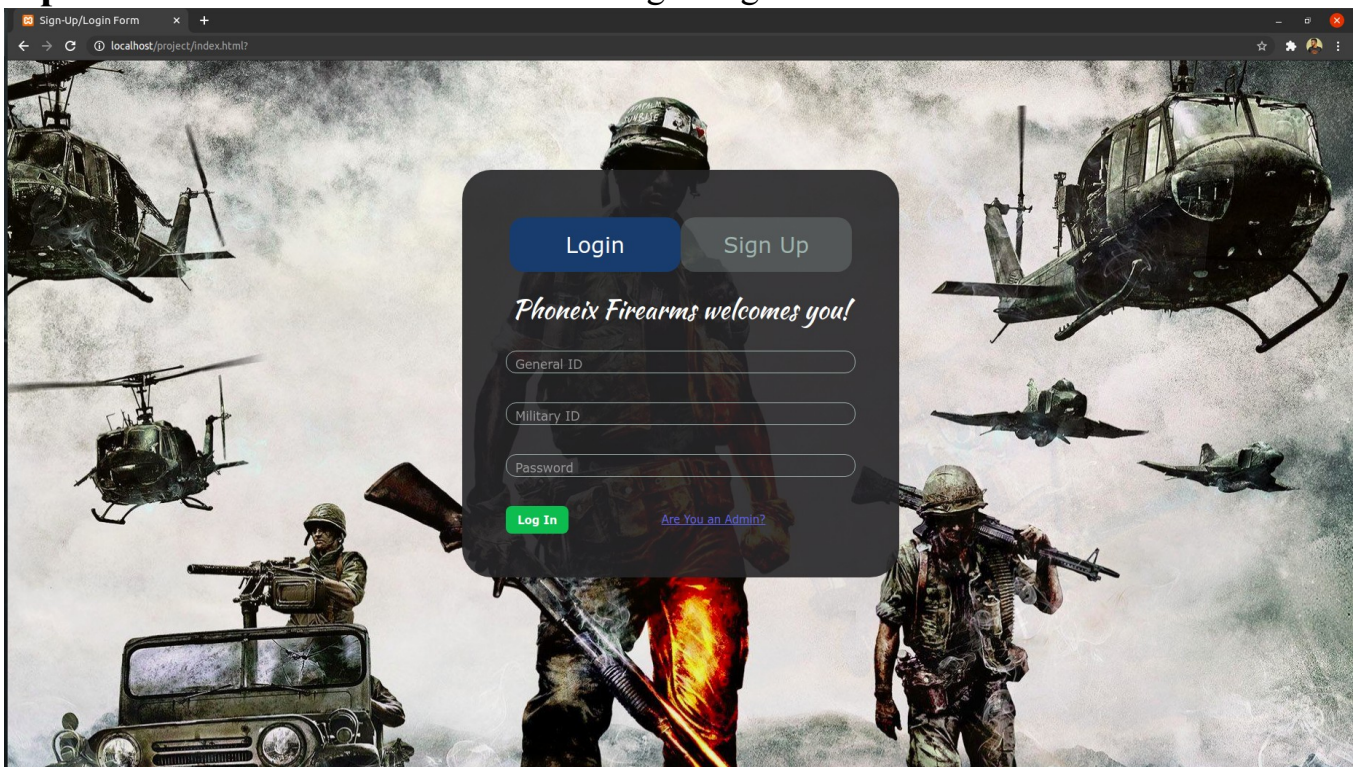 Sign-Up/Login Form
localhost/project/index.html?
Login
Sign Up
Phoneix Firearms welcomes you!
General ID
Military ID
Password
Log In
Are You an Admin?